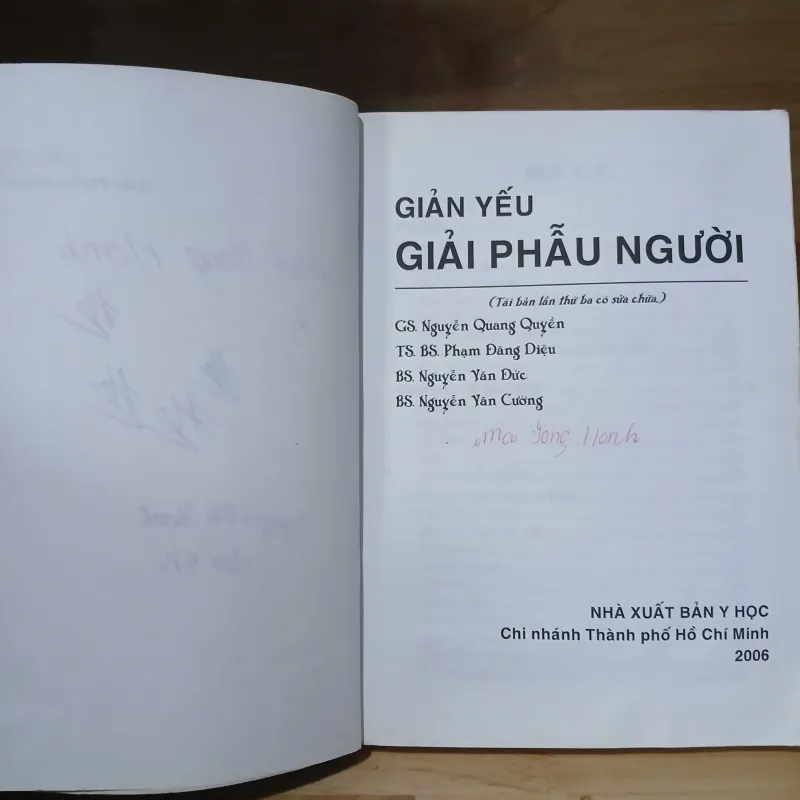 GIẢN YẾU
GIẢI PHẪU NGƯỜI
(Tái bản lần thứ ba có sửa chữa.)
GS. Nguyễn Quang Quyền
TS. BS. Phạm Đăng Diệu
BS. Nguyễn Văn Đức
BS. Nguyễn Văn Cường
Hanh
NHÀ XUẤT BẢN Y HỌC
Chi nhánh Thành phố Hồ Chí Minh
2006